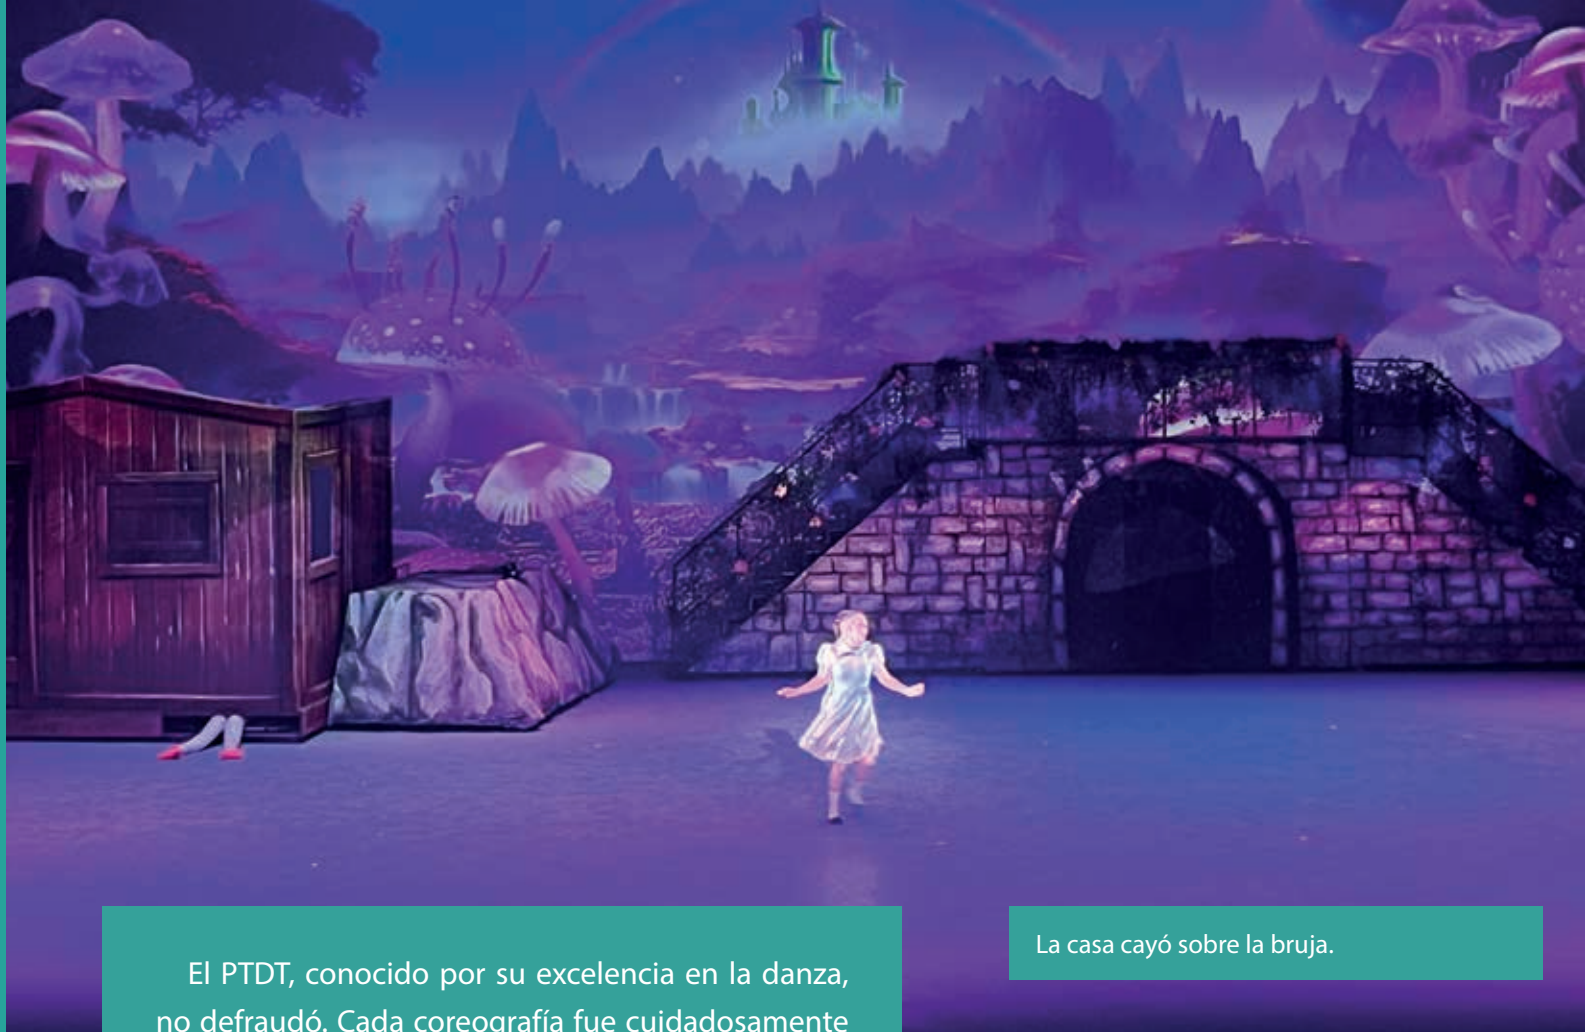 El PTDT, conocido por su excelencia en la danza,
no defraudó. Cada coreografía fue cuidadosamente
La casa cayó sobre la bruja.